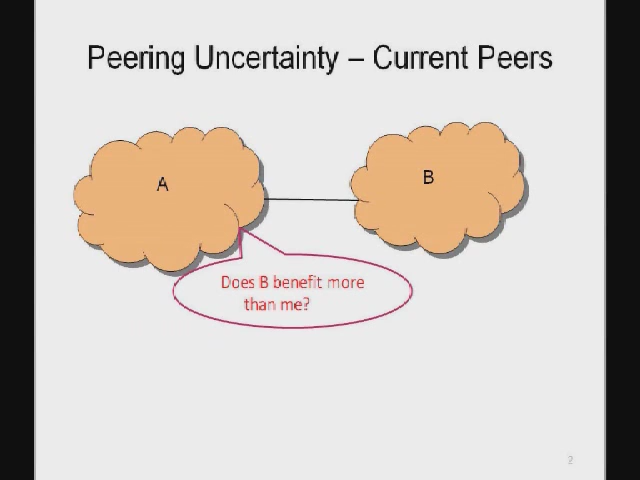 Peering Uncertainty – Current Peers
A
B
Does B benefit more
than me?
2